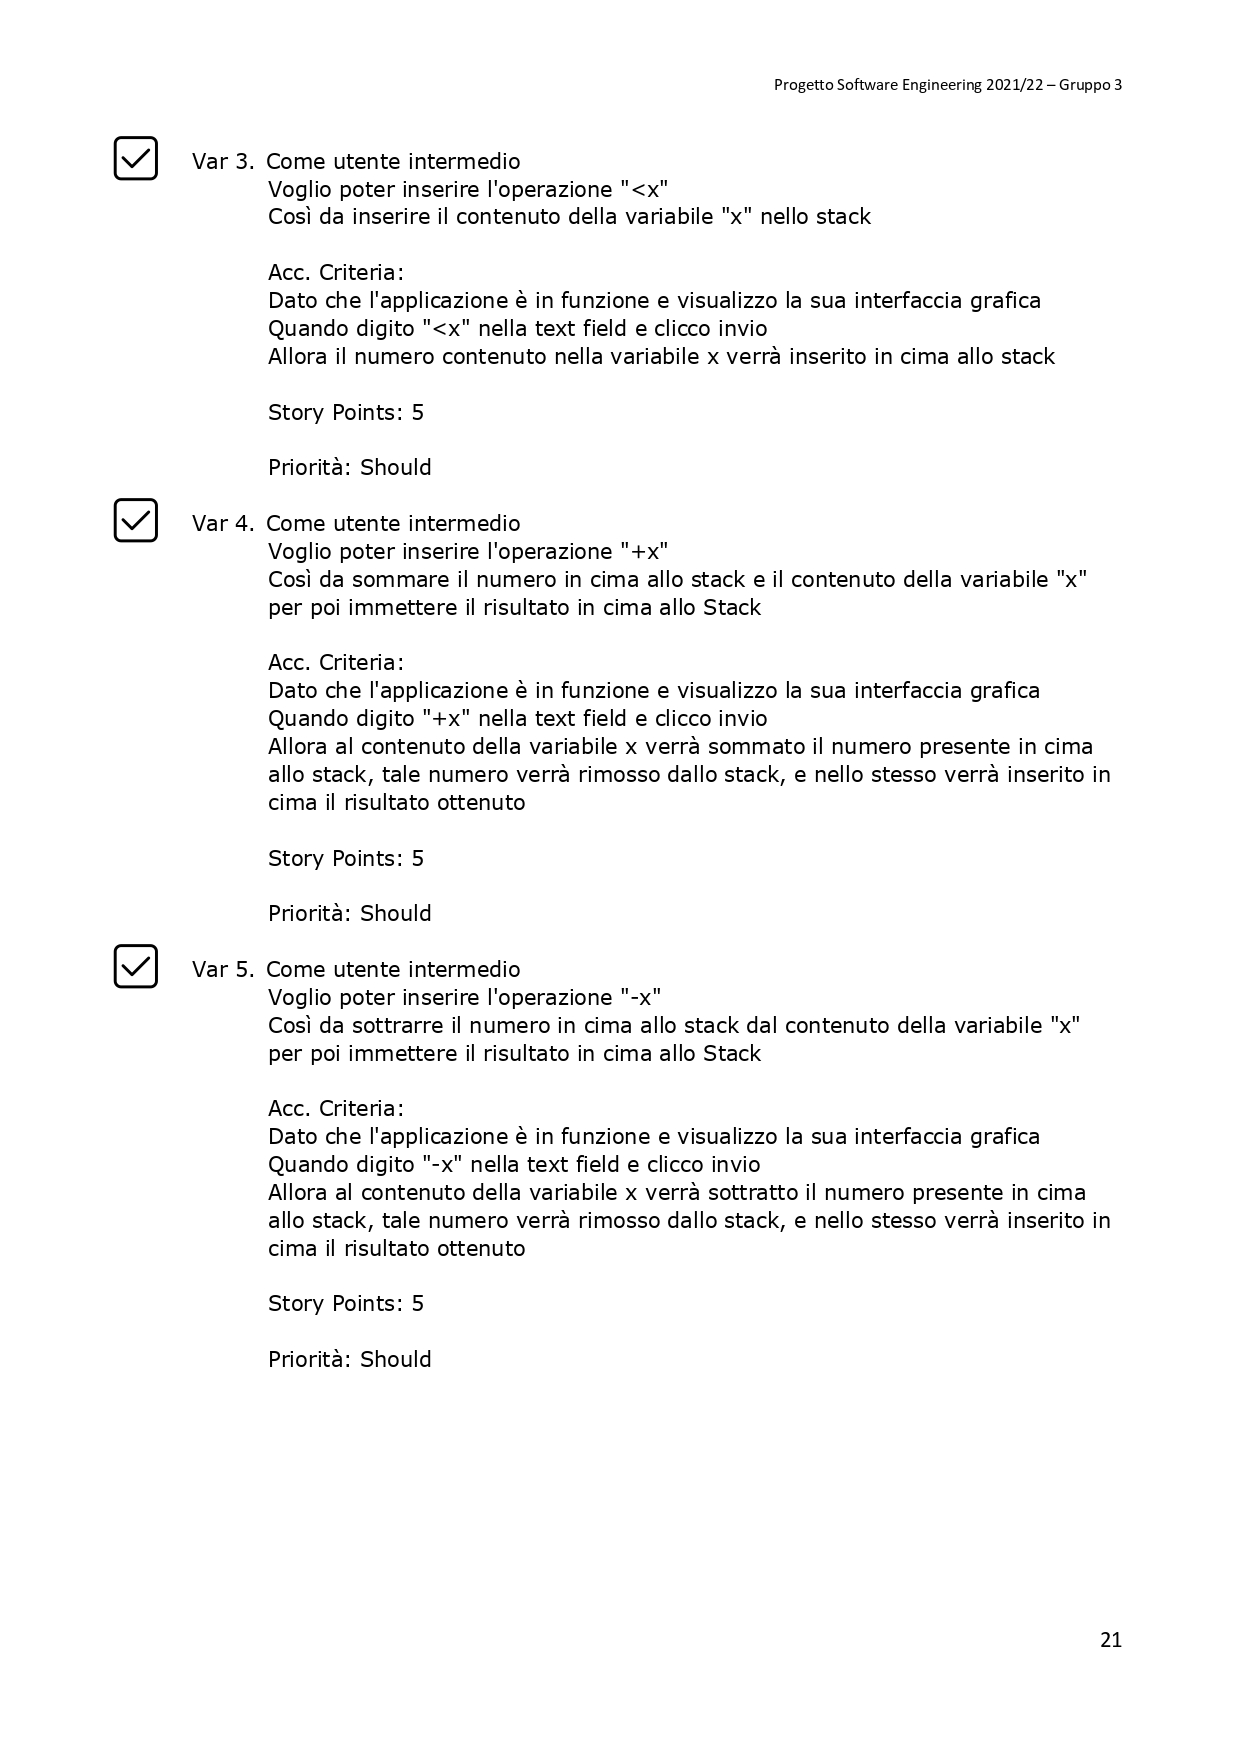 Progetto Software Engineering 2021/22 – Gruppo 3
Var 3. Come utente intermedio
Voglio poter inserire l'operazione "<x"
Così da inserire il contenuto della variabile "x" nello stack
Acc. Criteria:
Dato che l'applicazione è in funzione e visualizzo la sua interfaccia grafica
Quando digito "<x" nella text field e clicco invio
Allora il numero contenuto nella variabile x verrà inserito in cima allo stack
Story Points: 5
Priorità: Should
Var 4. Come utente intermedio
Voglio poter inserire l'operazione "+x"
Così da sommare il numero in cima allo stack e il contenuto della variabile "x"
per poi immettere il risultato in cima allo Stack
Acc. Criteria:
Dato che l'applicazione è in funzione e visualizzo la sua interfaccia grafica
Quando digito "+x" nella text field e clicco invio
Allora al contenuto della variabile x verrà sommato il numero presente in cima
allo stack, tale numero verrà rimosso dallo stack, e nello stesso verrà inserito in
cima il risultato ottenuto
Story Points: 5
Priorità: Should
Var 5. Come utente intermedio
Voglio poter inserire l'operazione "-x"
Così da sottrarre il numero in cima allo stack dal contenuto della variabile "x"
per poi immettere il risultato in cima allo Stack
Acc. Criteria:
Dato che l'applicazione è in funzione e visualizzo la sua interfaccia grafica
Quando digito "-x" nella text field e clicco invio
Allora al contenuto della variabile x verrà sottratto il numero presente in cima
allo stack, tale numero verrà rimosso dallo stack, e nello stesso verrà inserito in
cima il risultato ottenuto
Story Points: 5
Priorità: Should
21